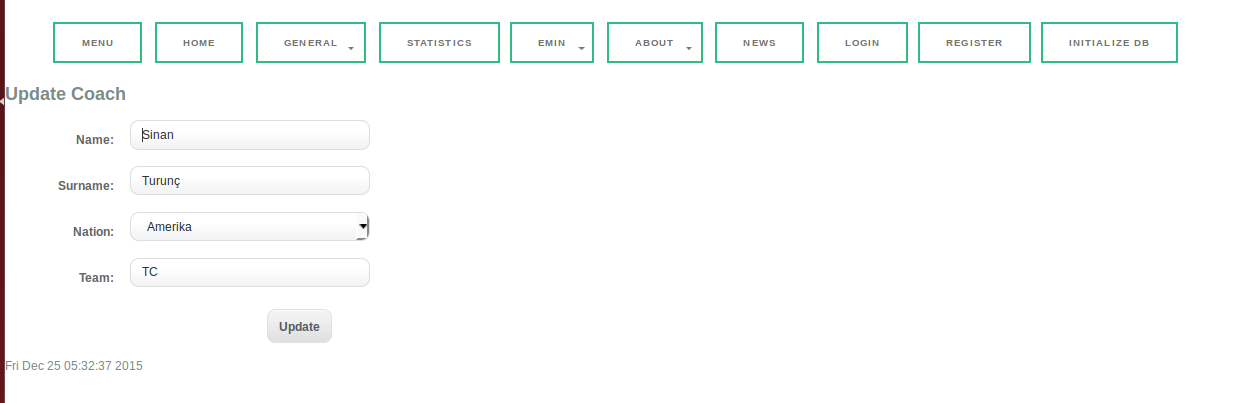 MENU HOME GENERAL STATISTICS EMIN ABOUT NEWS LOGIN REGISTER INITIALIZE DB
Update Coach
Name: Sinan
Surname: Turunç
Nation: Amerika
Team: TC
Update
Fri Dec 25 05:32:37 2015